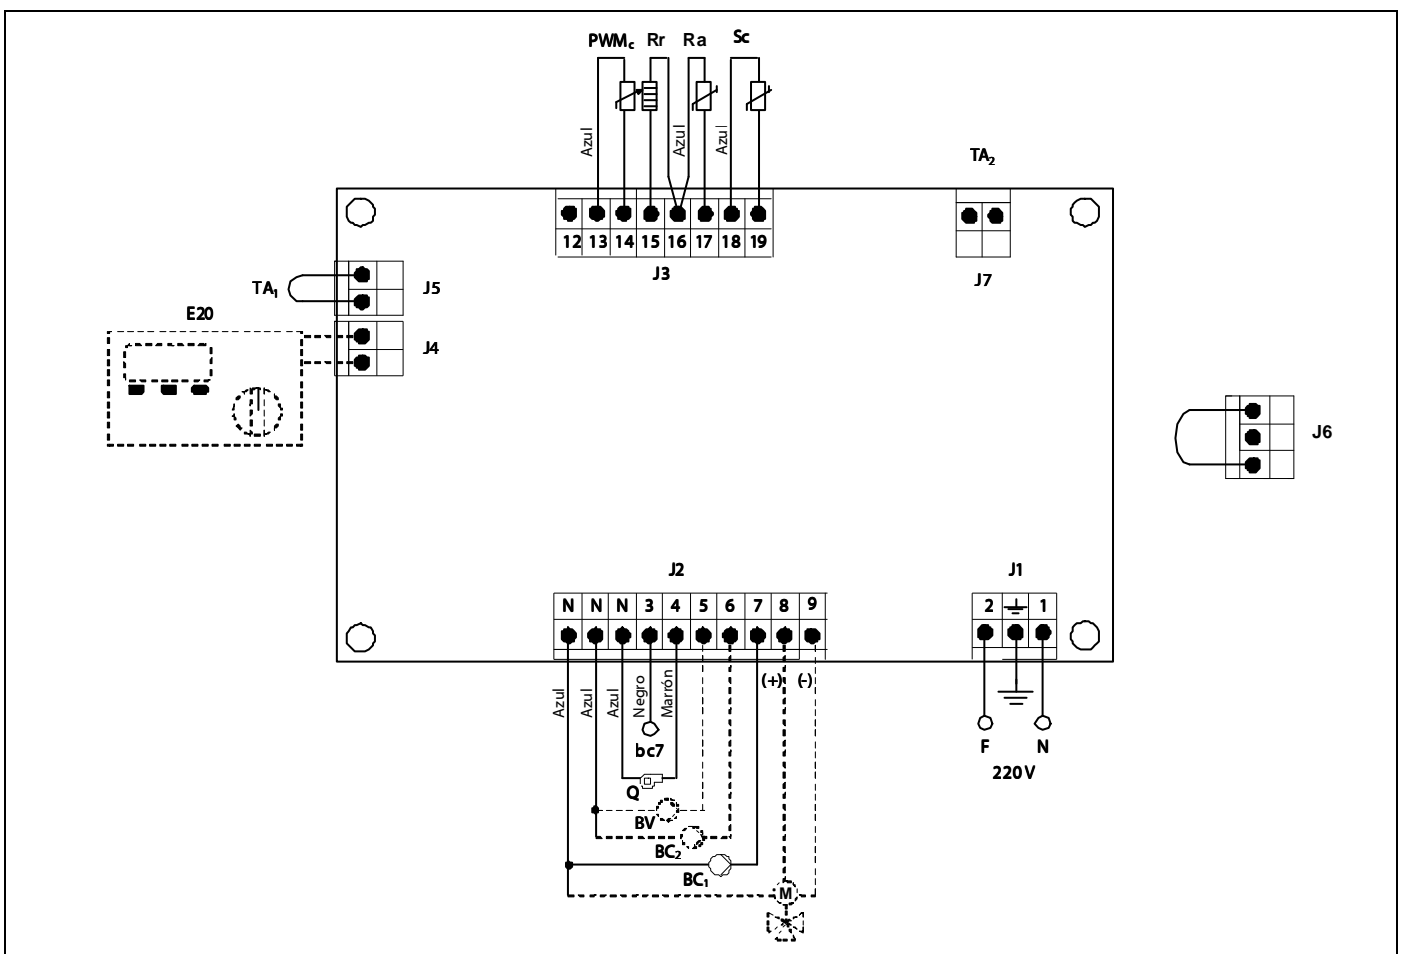 PWMc Rr Ra Sc
Azul
Azul
Azul
TA2
12 13 14 15 16 17 18 19
J3
J7
TA1
J5
E20
J4
J6
J2
J1
N N N 3 4 5 6 7 8 9
2 1
Azul
Azul
Azul
Negro
Marrón
(+) (-)
bc7
F N
220 V
Q
BV
BC2
BC1
M